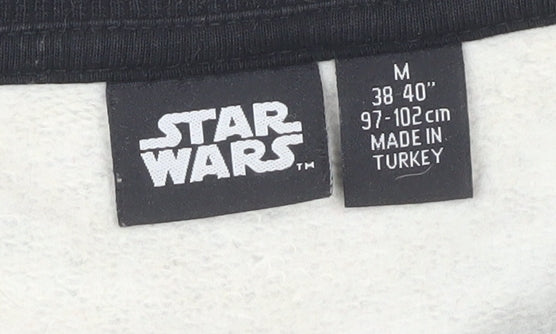 STAR
WARS™
M
38-40"
97-102cm
MADE IN
TURKEY